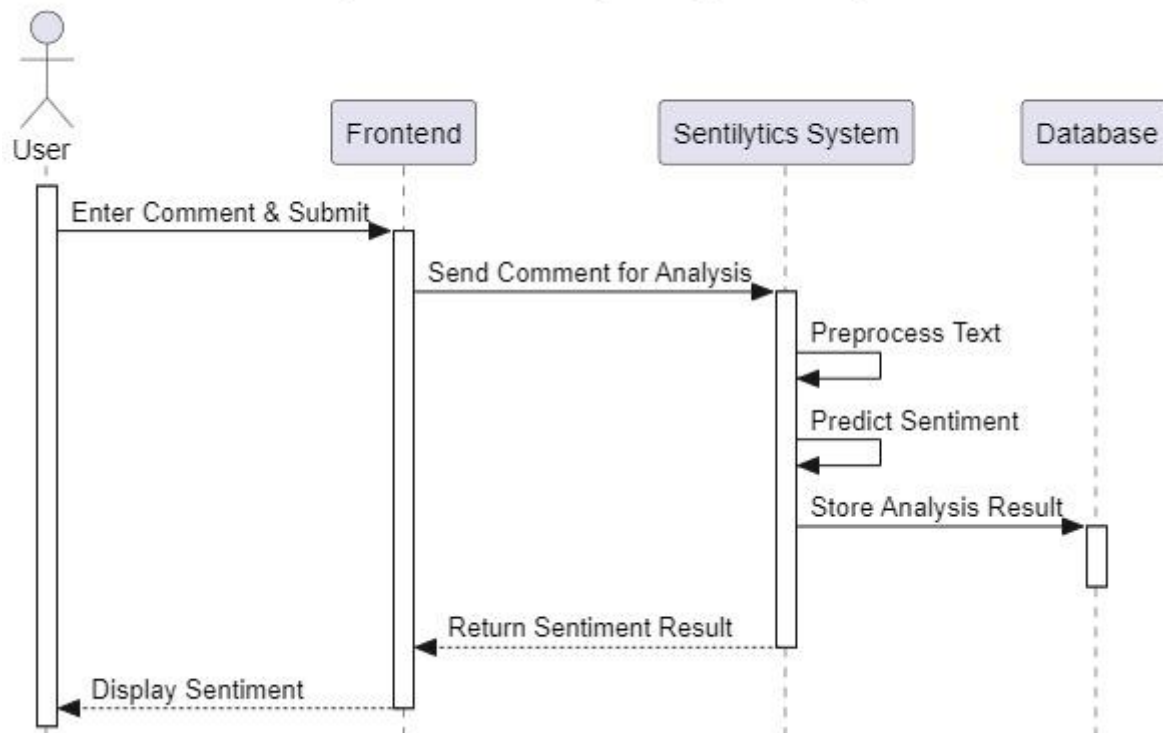 User
Frontend
Sentilytics System
Database
Enter Comment & Submit
Send Comment for Analysis
Preprocess Text
Predict Sentiment
Store Analysis Result
Return Sentiment Result
Display Sentiment